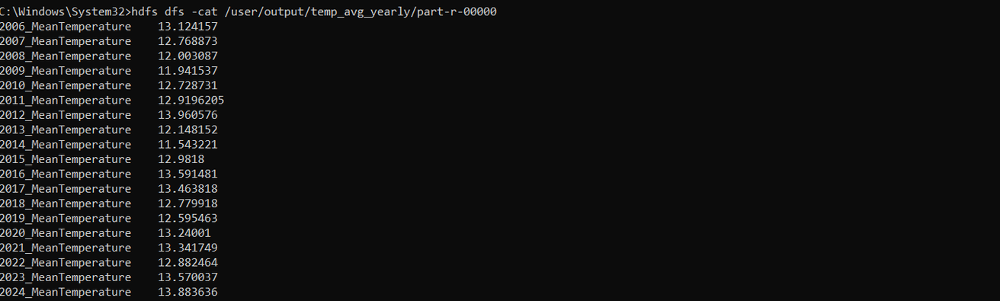 C:\Windows\System32>hdfs dfs -cat /user/output/temp_avg_yearly/part-r-00000
2006_MeanTemperature 13.124157
2007_MeanTemperature 12.768873
2008_MeanTemperature 12.003087
2009_MeanTemperature 11.941537
2010_MeanTemperature 12.728731
2011_MeanTemperature 12.9196205
2012_MeanTemperature 13.960576
2013_MeanTemperature 12.148152
2014_MeanTemperature 11.543221
2015_MeanTemperature 12.9818
2016_MeanTemperature 13.591481
2017_MeanTemperature 13.463818
2018_MeanTemperature 12.779918
2019_MeanTemperature 12.595463
2020_MeanTemperature 13.24001
2021_MeanTemperature 13.341749
2022_MeanTemperature 12.882464
2023_MeanTemperature 13.570037
2024_MeanTemperature 13.883636